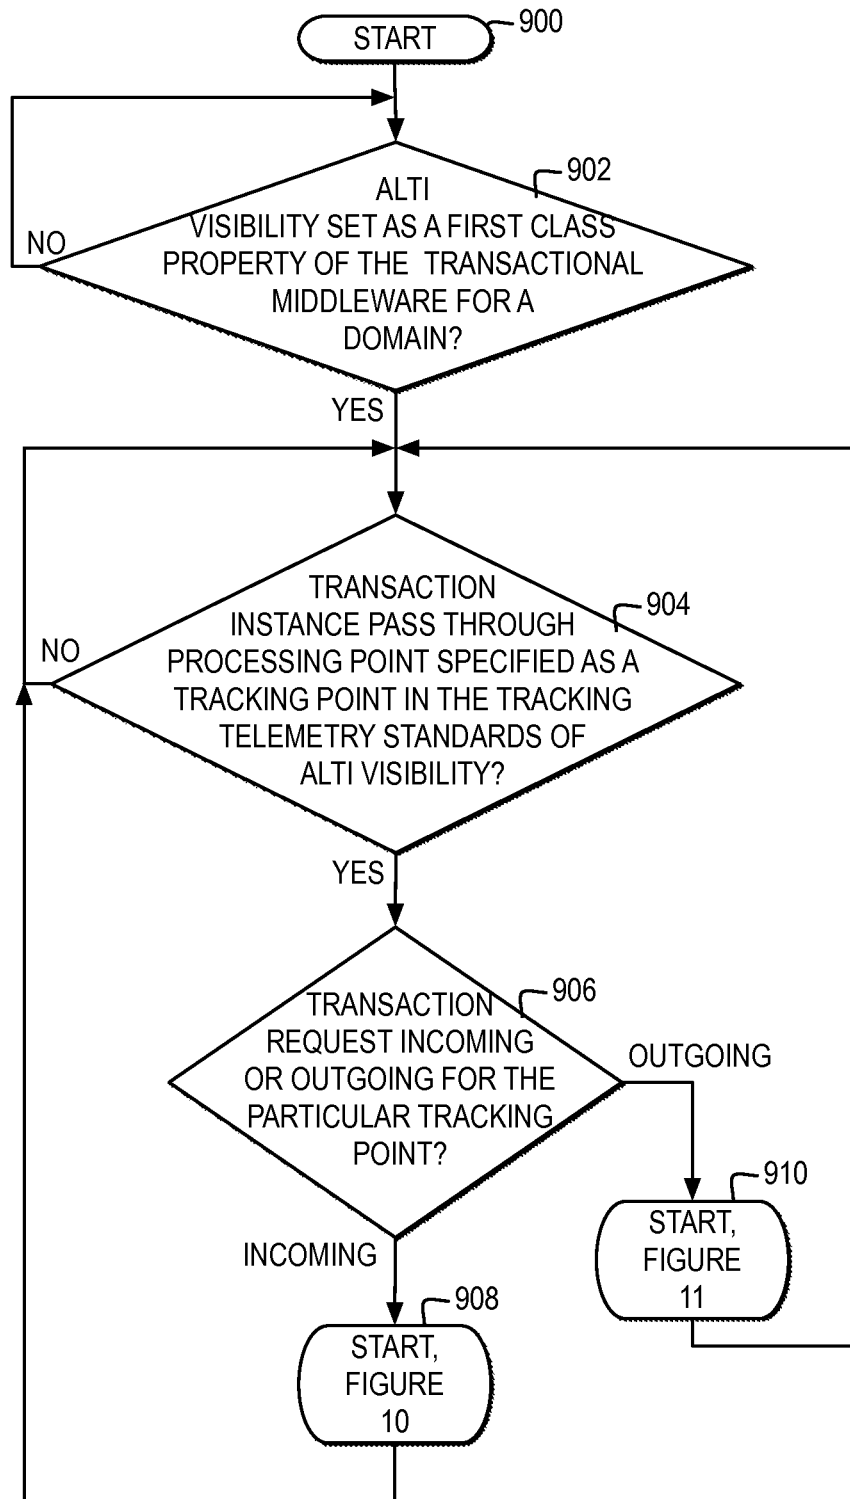 START
900
902
ALTI
VISIBILITY SET AS A FIRST CLASS
PROPERTY OF THE TRANSACTIONAL
MIDDLEWARE FOR A
DOMAIN?
NO
YES
904
TRANSACTION
INSTANCE PASS THROUGH
PROCESSING POINT SPECIFIED AS A
TRACKING POINT IN THE TRACKING
TELEMETRY STANDARDS OF
ALTI VISIBILITY?
NO
YES
906
TRANSACTION
REQUEST INCOMING
OR OUTGOING FOR THE
PARTICULAR TRACKING
POINT?
OUTGOING
INCOMING
910
START,
FIGURE
11
908
START,
FIGURE
10